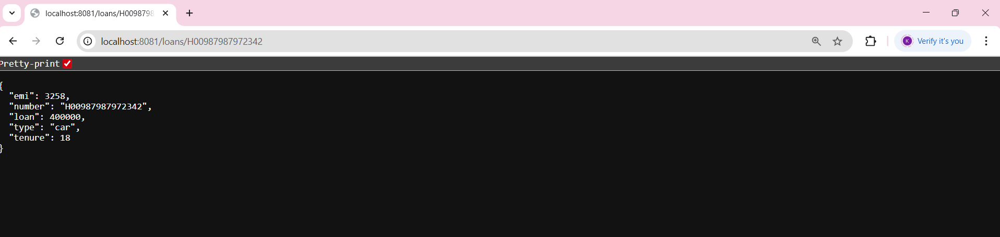 localhost:8081/loans/H0098798
localhost:8081/loans/H00987987972342
K Verify it's you
Pretty-print
{
  "emi": 3258,
  "number": "H00987987972342",
  "loan": 400000,
  "type": "car",
  "tenure": 18
}